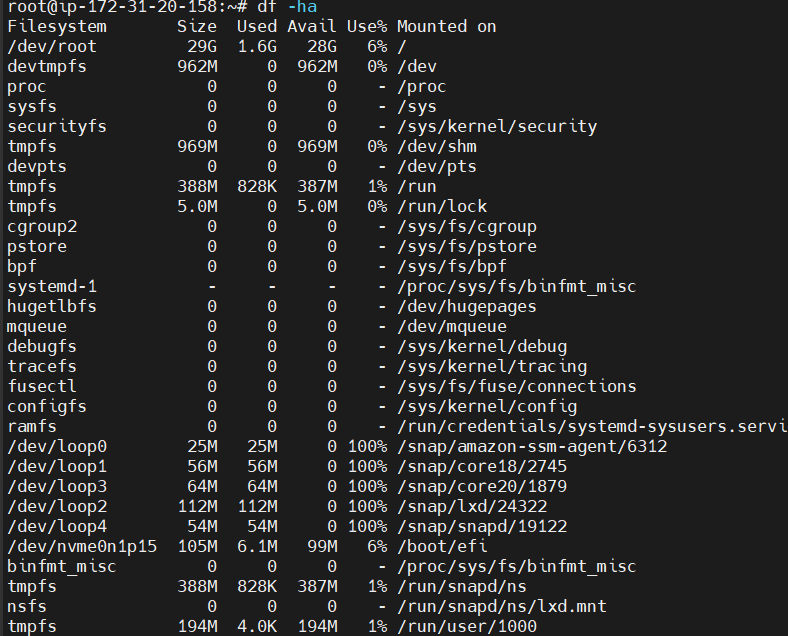 root@ip-172-31-20-158:~# df -ha
Filesystem       Size  Used Avail Use% Mounted on
/dev/root         29G  1.6G   28G   6% /
devtmpfs         962M     0  962M   0% /dev
proc                0     0     0    - /proc
sysfs               0     0     0    - /sys
securityfs          0     0     0    - /sys/kernel/security
tmpfs            969M     0  969M   0% /dev/shm
devpts              0     0     0    - /dev/pts
tmpfs            388M  828K  387M   1% /run
tmpfs            5.0M     0  5.0M   0% /run/lock
cgroup2             0     0     0    - /sys/fs/cgroup
pstore              0     0     0    - /sys/fs/pstore
bpf                 0     0     0    - /sys/fs/bpf
systemd-1           -     -     -    - /proc/sys/fs/binfmt_misc
hugetlbfs           0     0     0    - /dev/hugepages
mqueue              0     0     0    - /dev/mqueue
debugfs             0     0     0    - /sys/kernel/debug
tracefs             0     0     0    - /sys/kernel/tracing
fusectl             0     0     0    - /sys/fs/fuse/connections
configfs            0     0     0    - /sys/kernel/config
ramfs               0     0     0    - /run/credentials/systemd-sysusers.servi
/dev/loop0        25M   25M     0 100% /snap/amazon-ssm-agent/6312
/dev/loop1        56M   56M     0 100% /snap/core18/2745
/dev/loop3        64M   64M     0 100% /snap/core20/1879
/dev/loop2       112M  112M     0 100% /snap/lxd/24322
/dev/loop4        54M   54M     0 100% /snap/snapd/19122
/dev/nvme0n1p15  105M  6.1M   99M   6% /boot/efi
binfmt_misc         0     0     0    - /proc/sys/fs/binfmt_misc
tmpfs            388M  828K  387M   1% /run/snapd/ns
nsfs                0     0     0    - /run/snapd/ns/lxd.mnt
tmpfs            194M  4.0K  194M   1% /run/user/1000